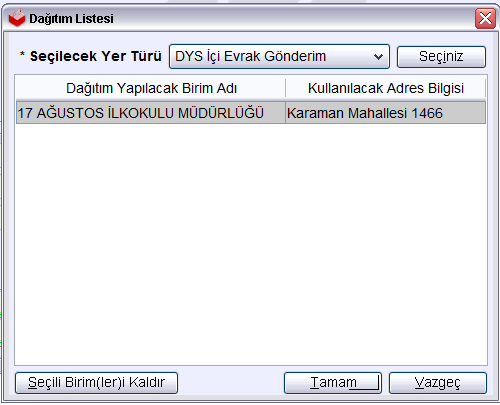 Dağıtım Listesi
* Seçilecek Yer Türü DYS İçi Evrak Gönderim Seçiniz
Dağıtım Yapılacak Birim Adı Kullanılacak Adres Bilgisi
17 AĞUSTOS İLKOKULU MÜDÜRLÜĞÜ Karaman Mahallesi 1466
Seçili Birim(ler)i Kaldır Tamam Vazgeç